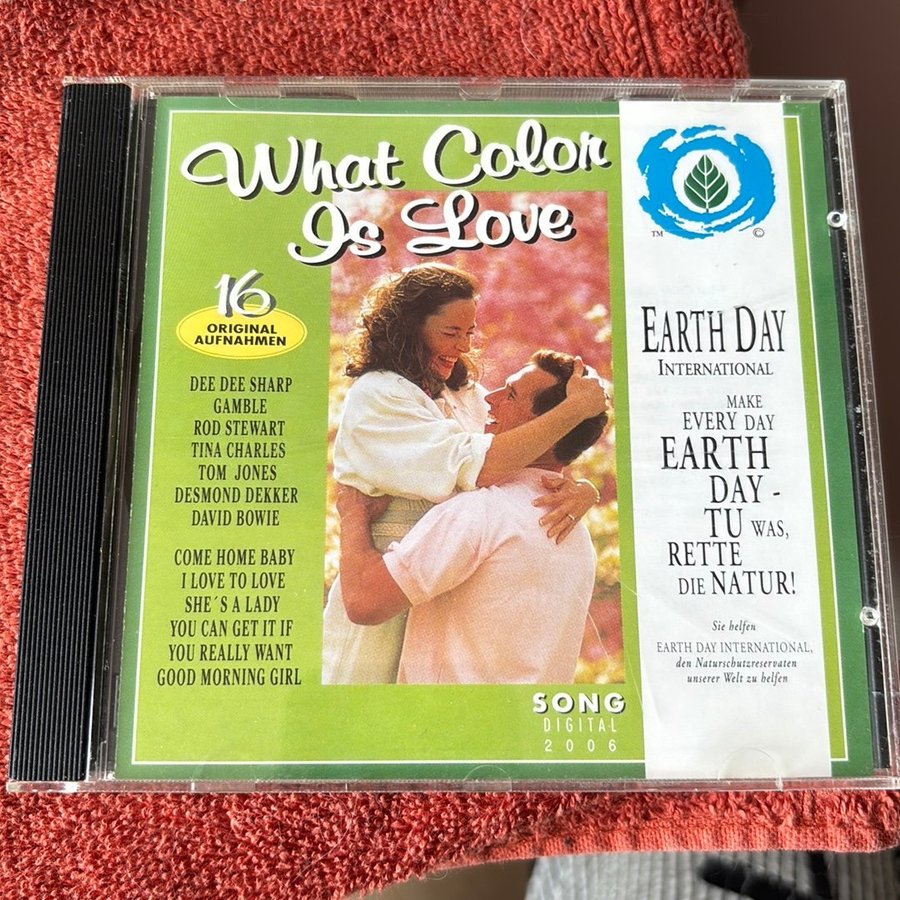 What Color
Is Love
16
ORIGINAL
AUFNAHMEN
DEE DEE SHARP
GAMBLE
ROD STEWART
TINA CHARLES
TOM JONES
DESMOND DEKKER
DAVID BOWIE
COME HOME BABY
I LOVE TO LOVE
SHE´S A LADY
YOU CAN GET IT IF
YOU REALLY WANT
GOOD MORNING GIRL
SONG
DIGITAL
2006
TM ©
EARTH DAY
INTERNATIONAL
MAKE
EVERY DAY
EARTH
DAY -
TU WAS,
RETTE
DIE NATUR!
Sie helfen
EARTH DAY INTERNATIONAL,
den Naturschutzreservaten
unserer Welt zu helfen